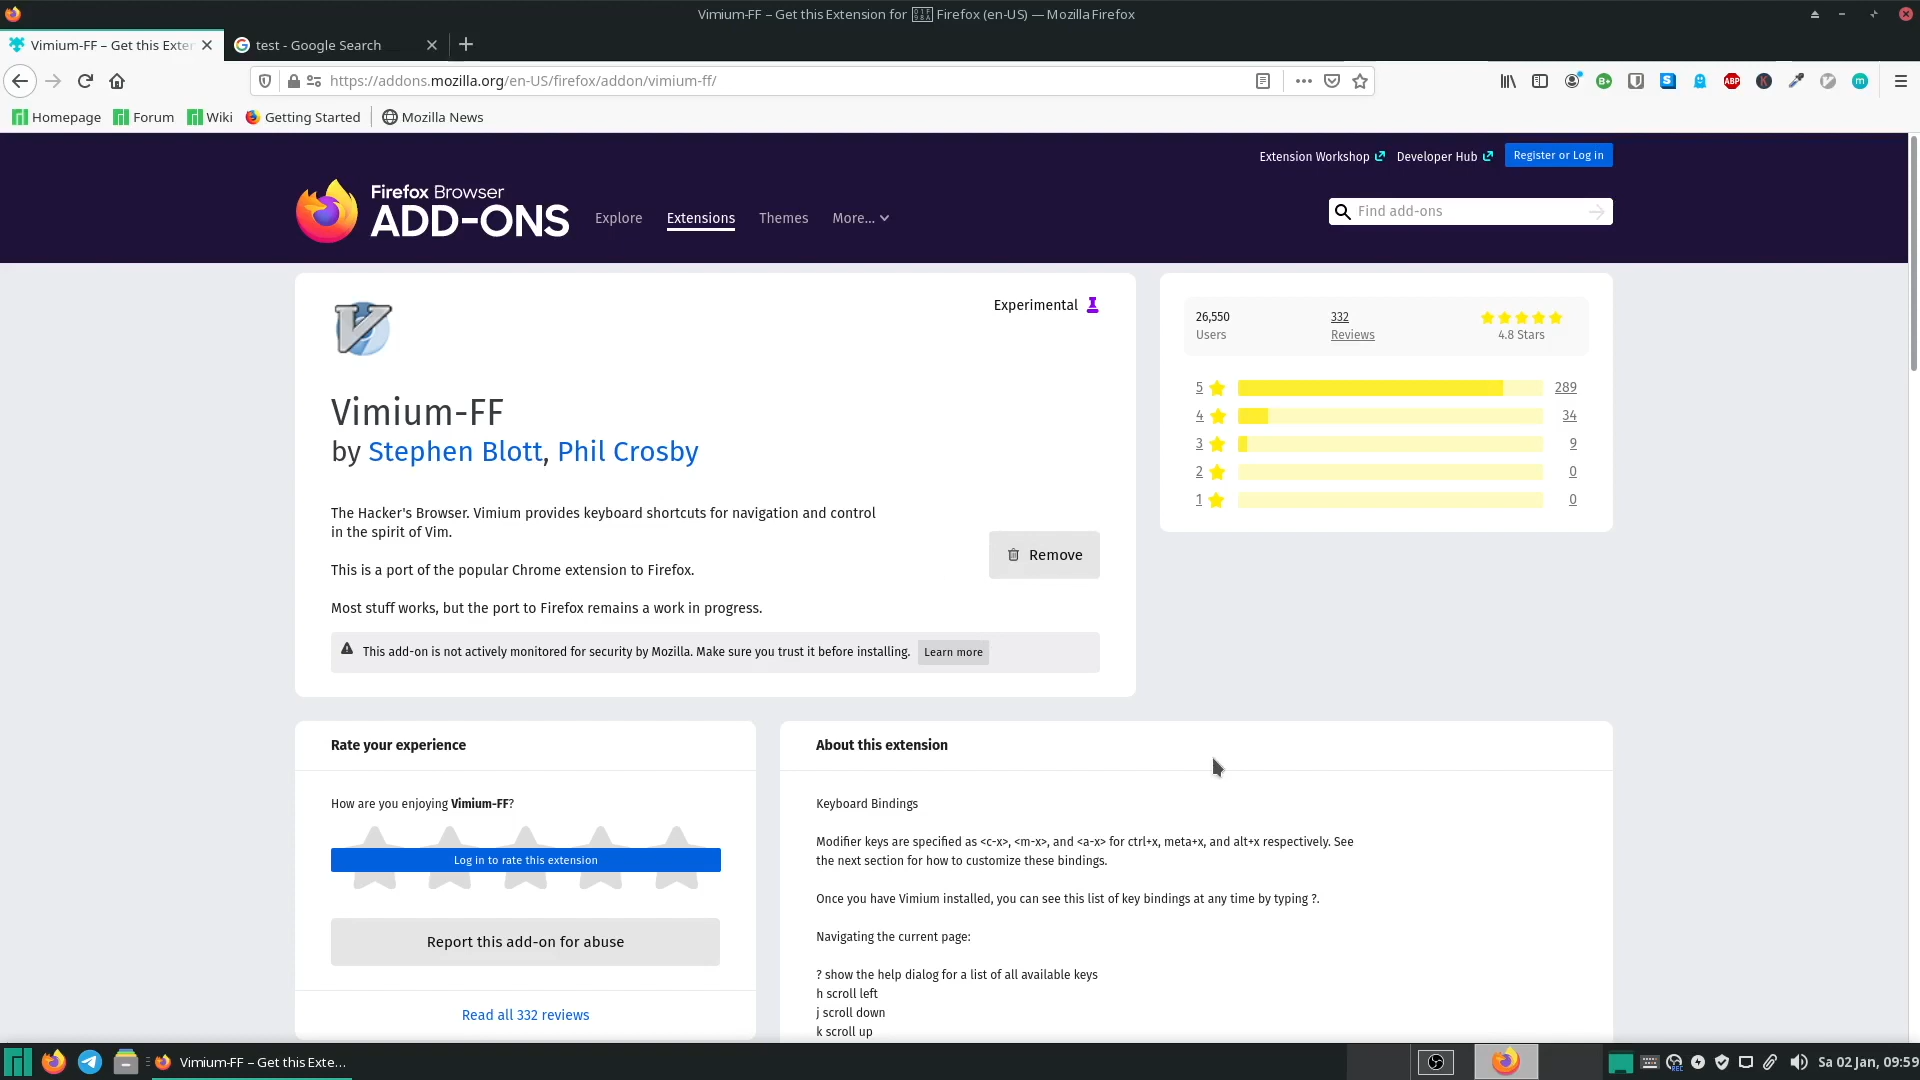 Vimium-FF – Get this Extension for Firefox (en-US) — Mozilla Firefox
Vimium-FF – Get this Exter
test - Google Search
https://addons.mozilla.org/en-US/firefox/addon/vimium-ff/
Homepage
Forum
Wiki
Getting Started
Mozilla News
Extension Workshop
Developer Hub
Register or Log in
Firefox Browser
ADD-ONS
Explore
Extensions
Themes
More...
Find add-ons
Experimental
Vimium-FF
by Stephen Blott, Phil Crosby
The Hacker's Browser. Vimium provides keyboard shortcuts for navigation and control
in the spirit of Vim.
This is a port of the popular Chrome extension to Firefox.
Most stuff works, but the port to Firefox remains a work in progress.
Remove
This add-on is not actively monitored for security by Mozilla. Make sure you trust it before installing.
Learn more
26,550
Users
332
Reviews
4.8 Stars
5 289
4 34
3 9
2 0
1 0
Rate your experience
How are you enjoying Vimium-FF?
Log in to rate this extension
Report this add-on for abuse
Read all 332 reviews
About this extension
Keyboard Bindings
Modifier keys are specified as <c-x>, <m-x>, and <a-x> for ctrl+x, meta+x, and alt+x respectively. See
the next section for how to customize these bindings.
Once you have Vimium installed, you can see this list of key bindings at any time by typing ?.
Navigating the current page:
? show the help dialog for a list of all available keys
h scroll left
j scroll down
k scroll up
Vimium-FF – Get this Exte...
Sa 02 Jan, 09:59